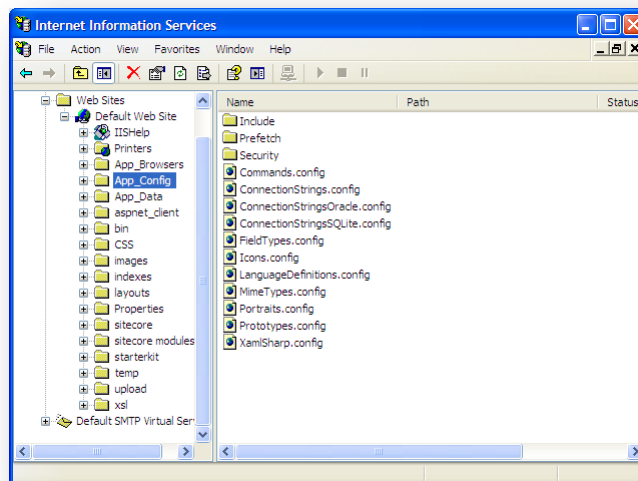 Internet Information Services
File Action View Favorites Window Help
Web Sites
Default Web Site
IISHelp
Printers
App_Browsers
App_Config
App_Data
aspnet_client
bin
CSS
images
indexes
layouts
Properties
sitecore
sitecore modules
starterkit
temp
upload
xsl
Default SMTP Virtual Ser
Name Path Status
Include
Prefetch
Security
Commands.config
ConnectionStrings.config
ConnectionStringsOracle.config
ConnectionStringsSQLite.config
FieldTypes.config
Icons.config
LanguageDefinitions.config
MimeTypes.config
Portraits.config
Prototypes.config
XamlSharp.config